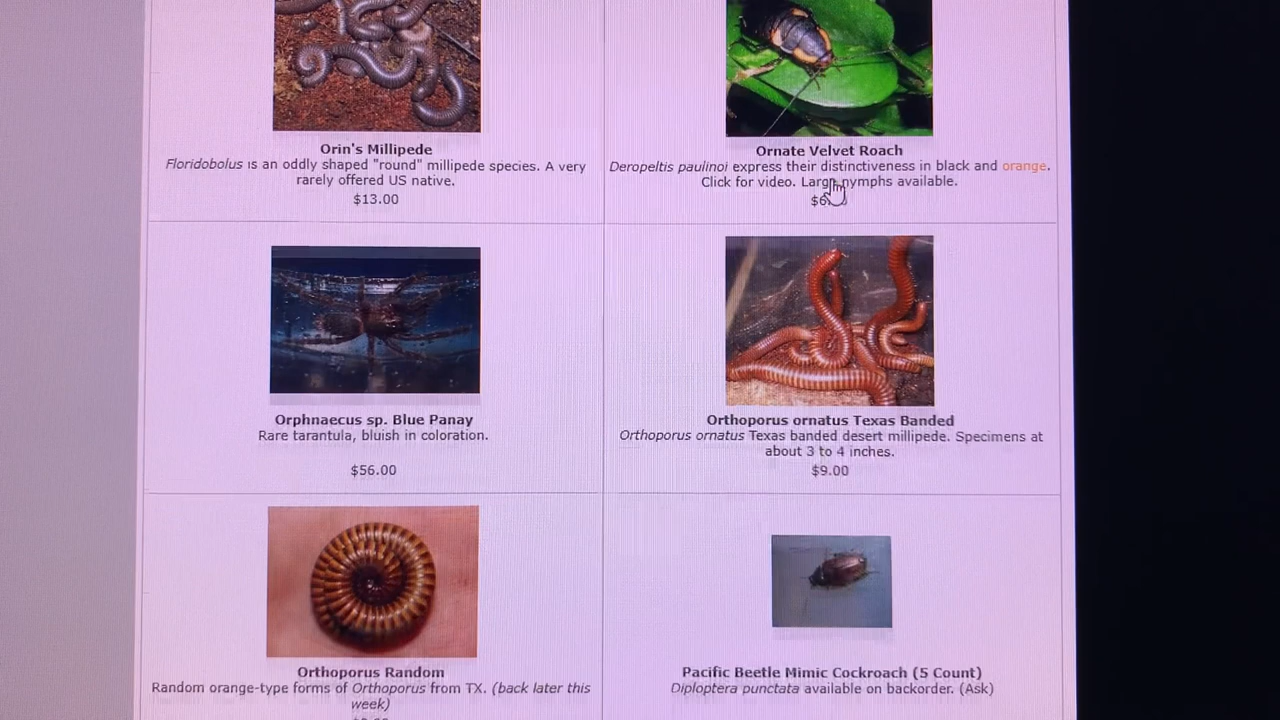 Orin's Millipede
Floridobolus is an oddly shaped "round" millipede species. A very
rarely offered US native.
$13.00
Ornate Velvet Roach
Deropeltis paulinoi express their distinctiveness in black and orange.
Click for video. Large nymphs available.
Orphnaecus sp. Blue Panay
Rare tarantula, bluish in coloration.
$56.00
Orthoporus ornatus Texas Banded
Orthoporus ornatus Texas banded desert millipede. Specimens at
about 3 to 4 inches.
$9.00
Orthoporus Random
Random orange-type forms of Orthoporus from TX. (back later this
week)
Pacific Beetle Mimic Cockroach (5 Count)
Diploptera punctata available on backorder. (Ask)